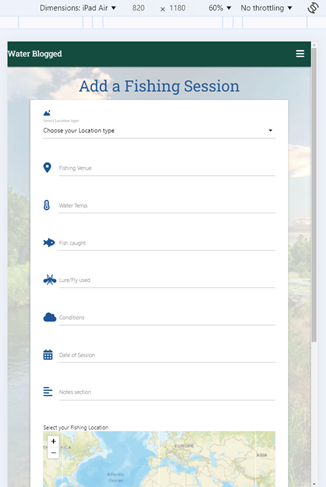 Dimensions: iPad Air 820 × 1180 60% No throttling
Water Blogged
Add a Fishing Session
Select Location type
Choose your Location type
Fishing Venue
Water Temp
Fish caught
Lure/Fly used
Conditions
Date of Session
Notes section
Select your Fishing Location
+
−
EUROPE
ASIA